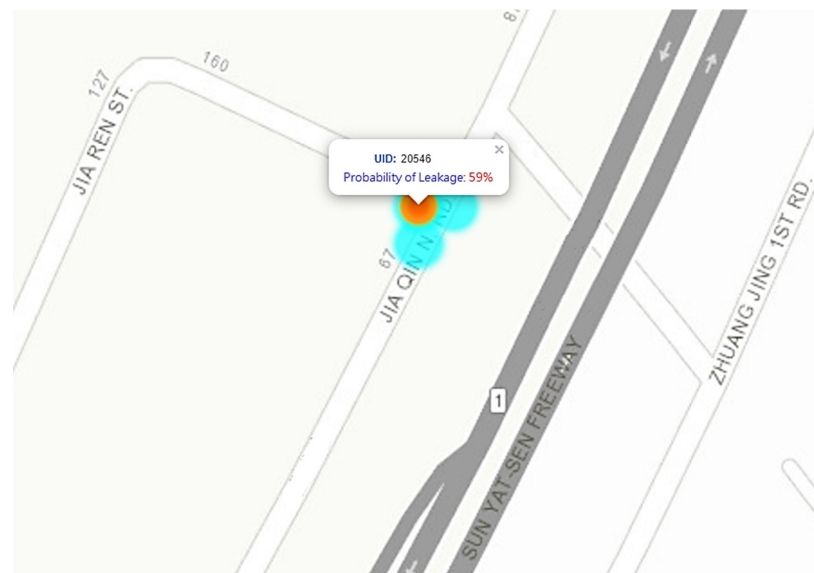 160
127
JIA REN ST.
UID: 20546
×
Probability of Leakage: 59%
67
JIA QIN N. RD.
ZHUANG JING 1ST RD.
1
SUN YAT-SEN FREEWAY